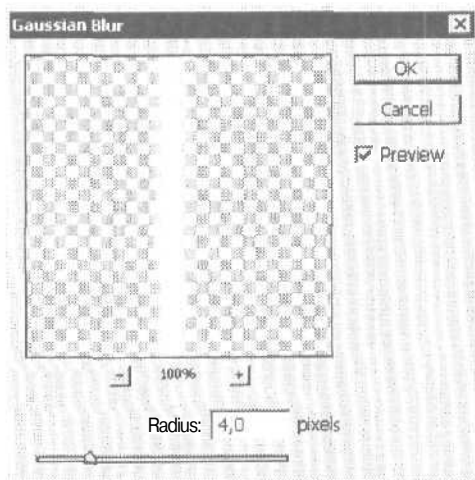 Gaussian Blur
OK
Cancel
Preview
- 100% +
Radius: 4,0 pixels